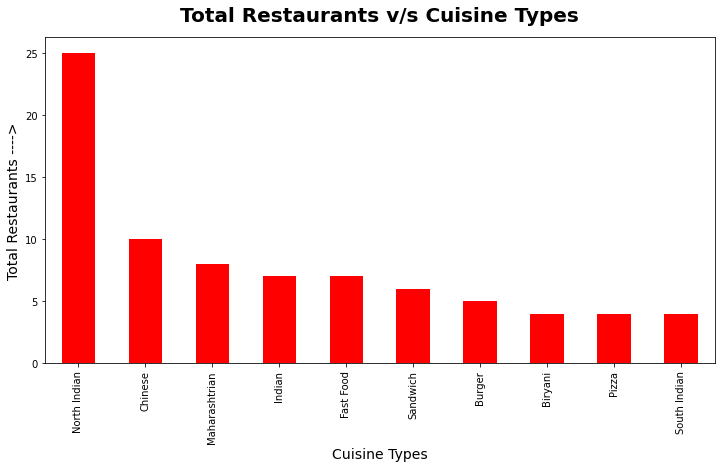 Total Restaurants v/s Cuisine Types
Total Restaurants ---->
25
20
15
10
5
0
North Indian
Chinese
Maharashtrian
Indian
Fast Food
Sandwich
Burger
Biryani
Pizza
South Indian
Cuisine Types